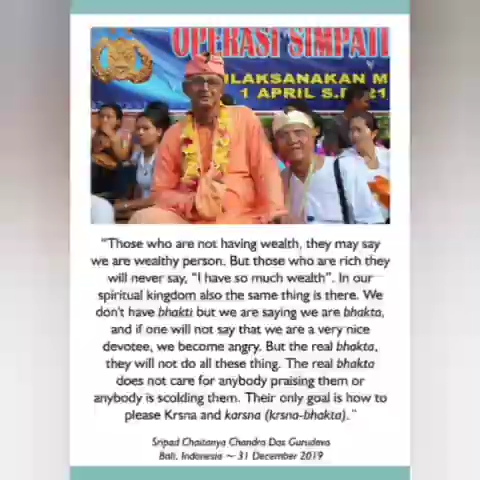 OPERASI SIMPATI
ILAKSANAKAN M
1 APRIL S.D 21
“Those who are not having wealth, they may say
we are wealthy person. But those who are rich they
will never say, “I have so much wealth”. In our
spiritual kingdom also the same thing is there. We
don't have bhakti but we are saying we are bhakta,
and if one will not say that we are a very nice
devotee, we become angry. But the real bhakta,
they will not do all these thing. The real bhakta
does not care for anybody praising them or
anybody is scolding them. Their only goal is how to
please Krsna and karsna (krsna-bhakta).”
Sripad Chaitanya Chandra Das Gurudeva
Bali, Indonesia ~ 31 December 2019